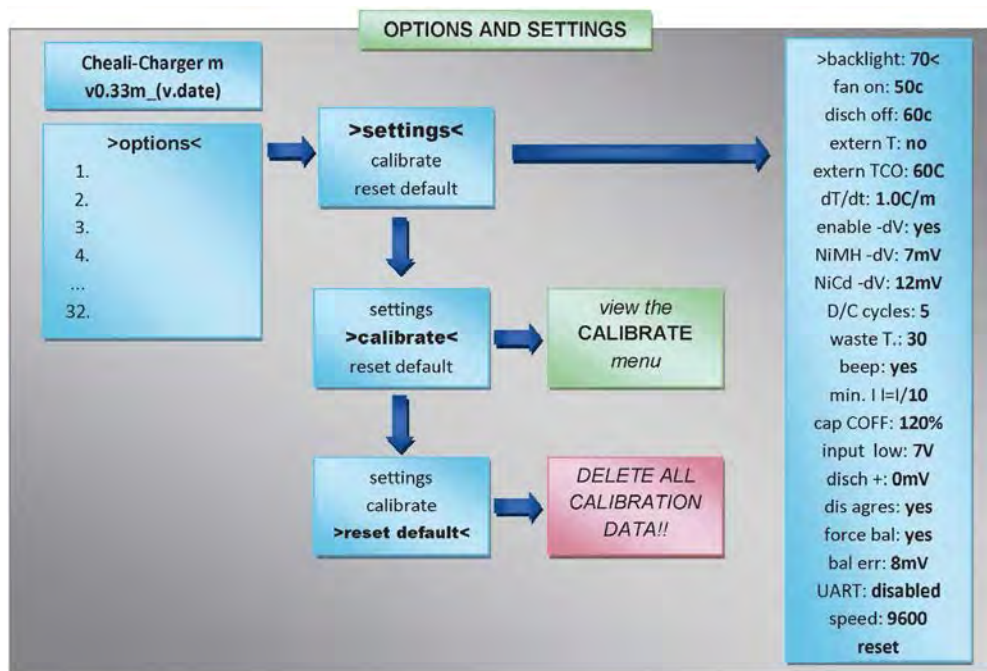 OPTIONS AND SETTINGS
Cheali-Charger m
v0.33m_(v.date)
>options<
1.
2.
3.
4.
...
32.
>settings<
calibrate
reset default
settings
>calibrate<
reset default
view the
CALIBRATE
menu
settings
calibrate
>reset default<
DELETE ALL
CALIBRATION
DATA!!
>backlight: 70<
fan on: 50c
disch off: 60c
extern T: no
extern TCO: 60C
dT/dt: 1.0C/m
enable -dV: yes
NiMH -dV: 7mV
NiCd -dV: 12mV
D/C cycles: 5
waste T.: 30
beep: yes
min. I I=I/10
cap COFF: 120%
input low: 7V
disch +: 0mV
dis agres: yes
force bal: yes
bal err: 8mV
UART: disabled
speed: 9600
reset